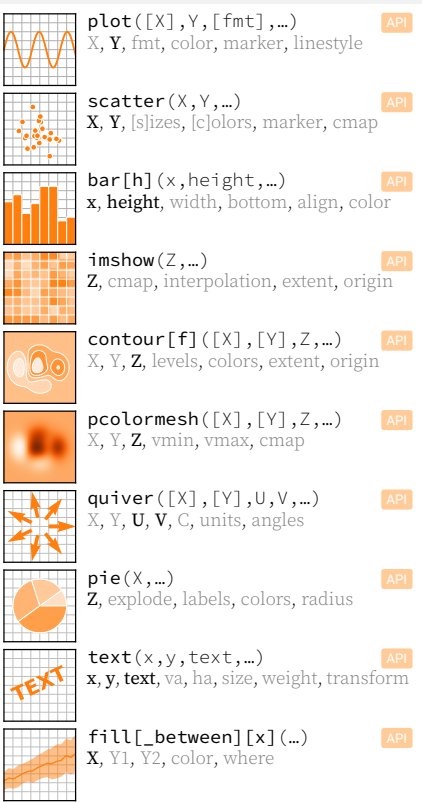 plot([X],Y,[fmt],…) API
X, Y, fmt, color, marker, linestyle
scatter(X,Y,…) API
X, Y, [s]izes, [c]olors, marker, cmap
bar[h](x,height,…) API
x, height, width, bottom, align, color
imshow(Z,…) API
Z, cmap, interpolation, extent, origin
contour[f]([X],[Y],Z,…) API
X, Y, Z, levels, colors, extent, origin
pcolormesh([X],[Y],Z,…) API
X, Y, Z, vmin, vmax, cmap
quiver([X],[Y],U,V,…) API
X, Y, U, V, C, units, angles
pie(X,…) API
Z, explode, labels, colors, radius
TEXT
text(x,y,text,…) API
x, y, text, va, ha, size, weight, transform
fill[_between][x](…) API
X, Y1, Y2, color, where